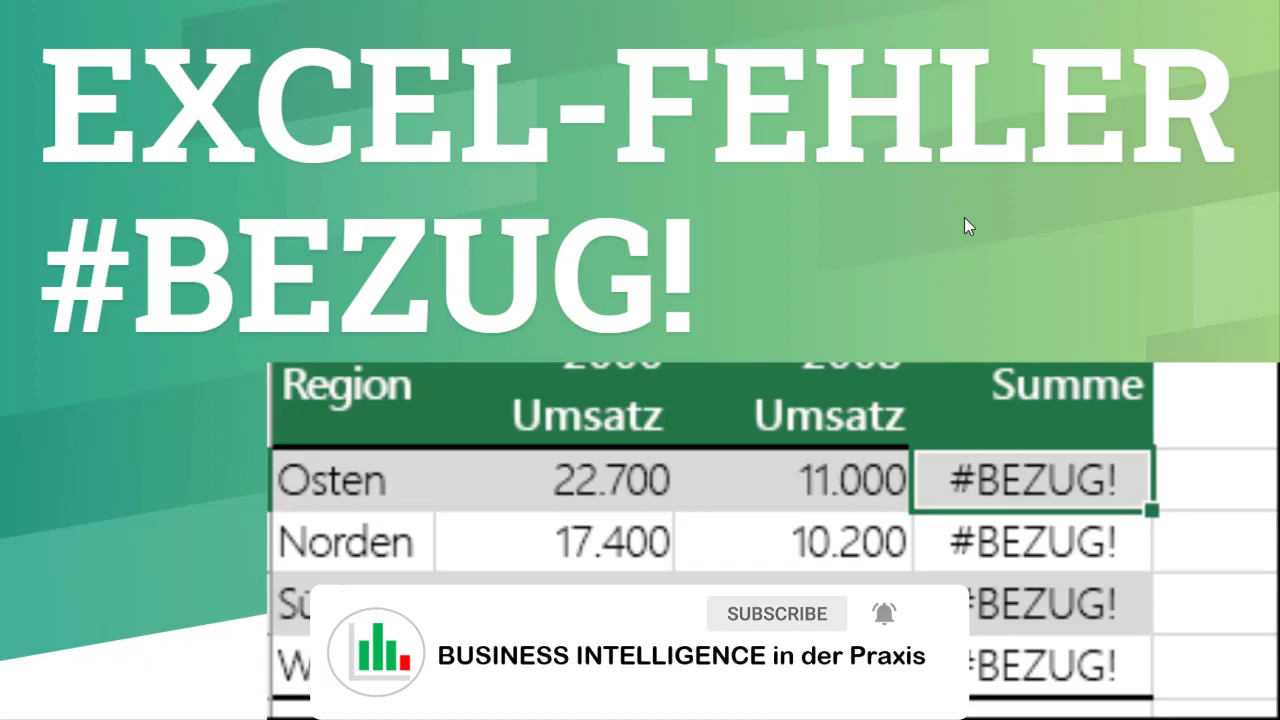 EXCEL-FEHLER
#BEZUG!
Region Umsatz Umsatz Summe
Osten 22.700 11.000 #BEZUG!
Norden 17.400 10.200 #BEZUG!
#BEZUG!
#BEZUG!
SUBSCRIBE
BUSINESS INTELLIGENCE in der Praxis